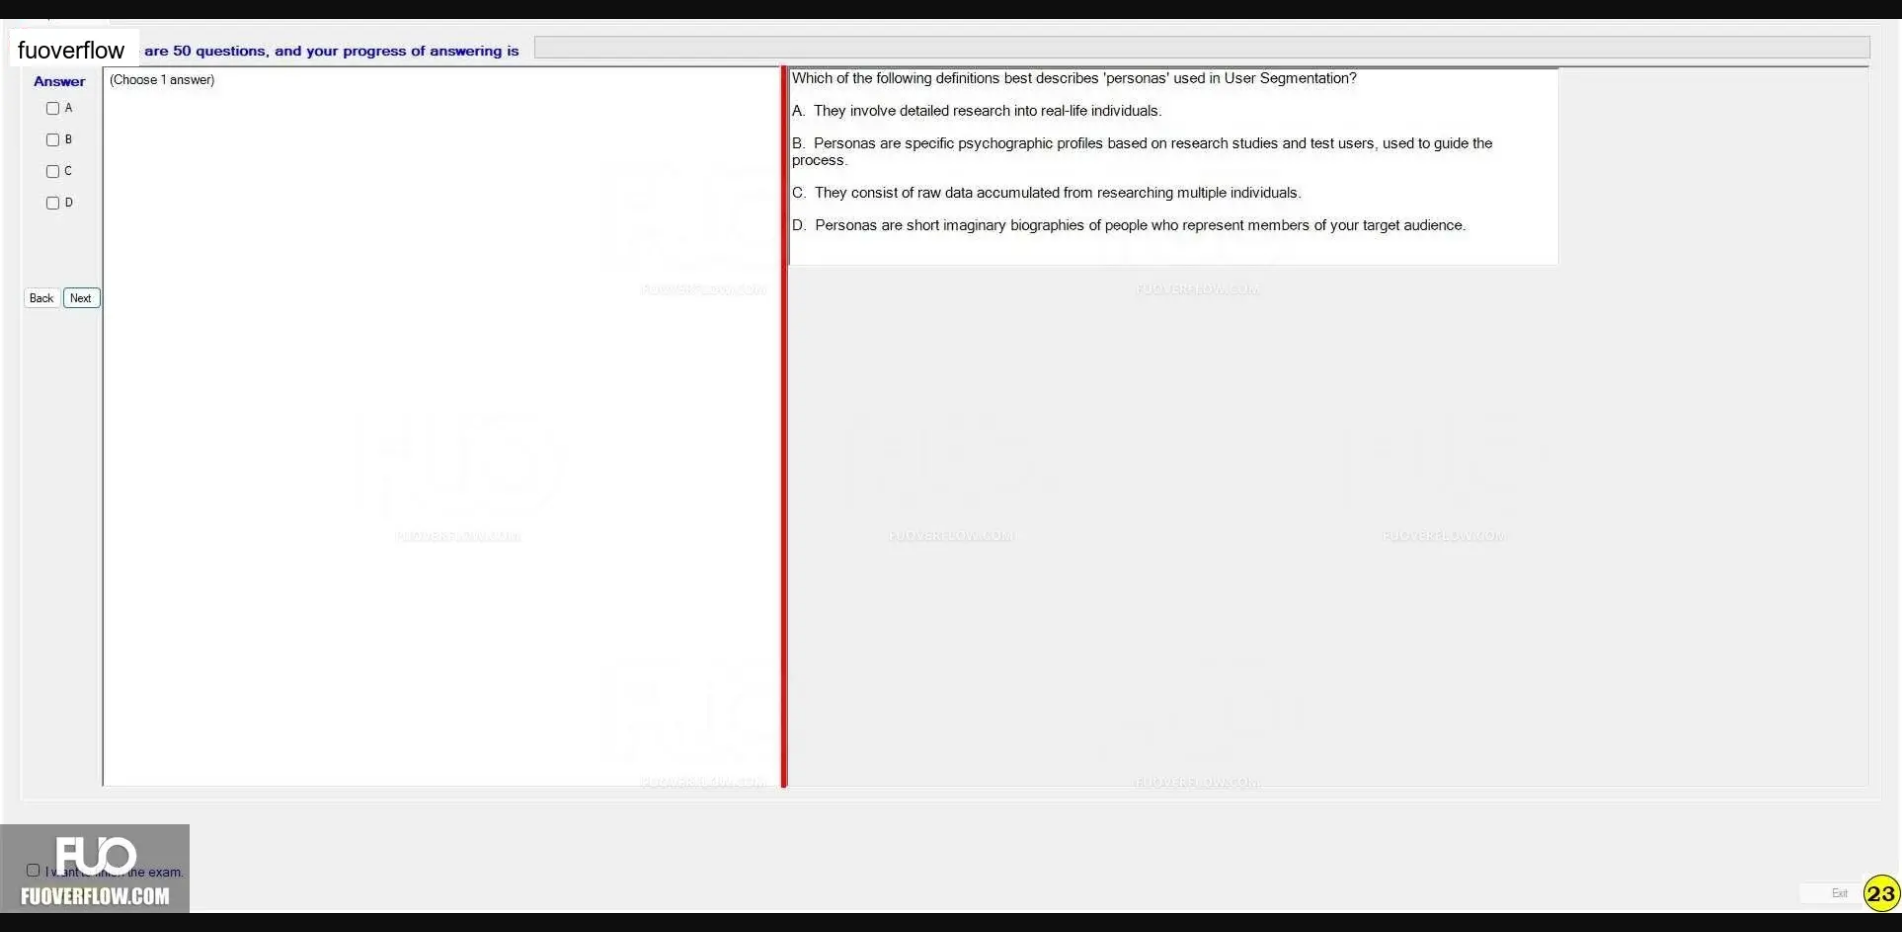 fuoverflow are 50 questions, and your progress of answering is
Answer
(Choose 1 answer)
A
B
C
D
Back Next
Which of the following definitions best describes 'personas' used in User Segmentation?
A. They involve detailed research into real-life individuals.
B. Personas are specific psychographic profiles based on research studies and test users, used to guide the
process.
C. They consist of raw data accumulated from researching multiple individuals.
D. Personas are short imaginary biographies of people who represent members of your target audience.
FUOVERFLOW.COM
FUOVERFLOW.COM
FUOVERFLOW.COM
FUOVERFLOW.COM
FUOVERFLOW.COM
FUOVERFLOW.COM
FUOVERFLOW.COM
FUO
I want to finish the exam.
FUOVERFLOW.COM
Exit
23